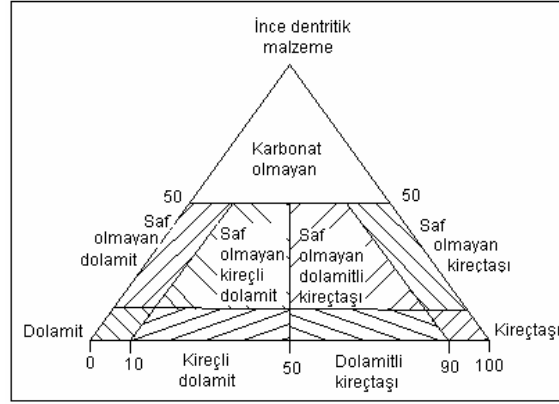 İnce dentritik
malzeme
Karbonat
olmayan
50
50
Saf
olmayan
dolamit
Saf
olmayan
kireçli
dolamit
Saf
olmayan
dolamitli
kireçtaşı
Saf
olmayan
kireçtaşı
Dolamit
Kireçtaşı
0
10
Kireçli
dolamit
50
Dolamitli
kireçtaşı
90
100